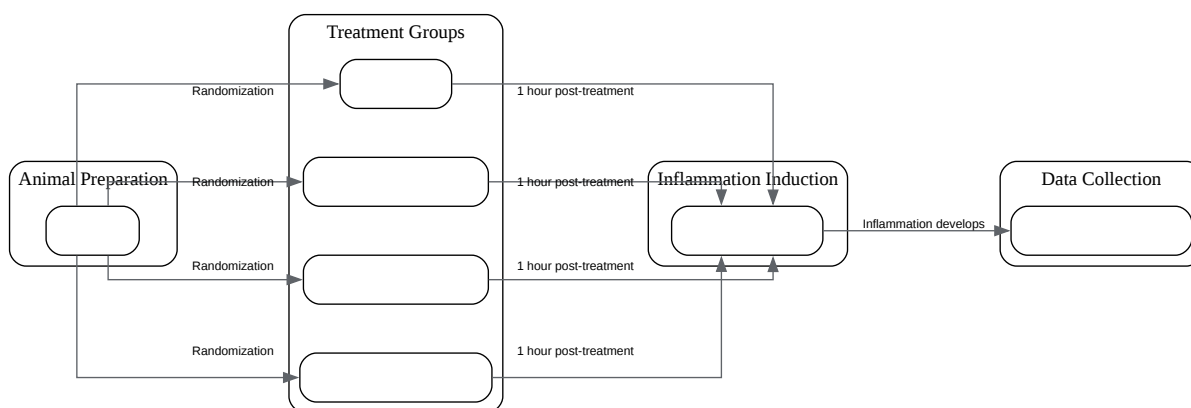 Treatment Groups
Randomization
1 hour post-treatment
Animal Preparation
Randomization
1 hour post-treatment
Inflammation Induction
Data Collection
Inflammation develops
Randomization
1 hour post-treatment
Randomization
1 hour post-treatment